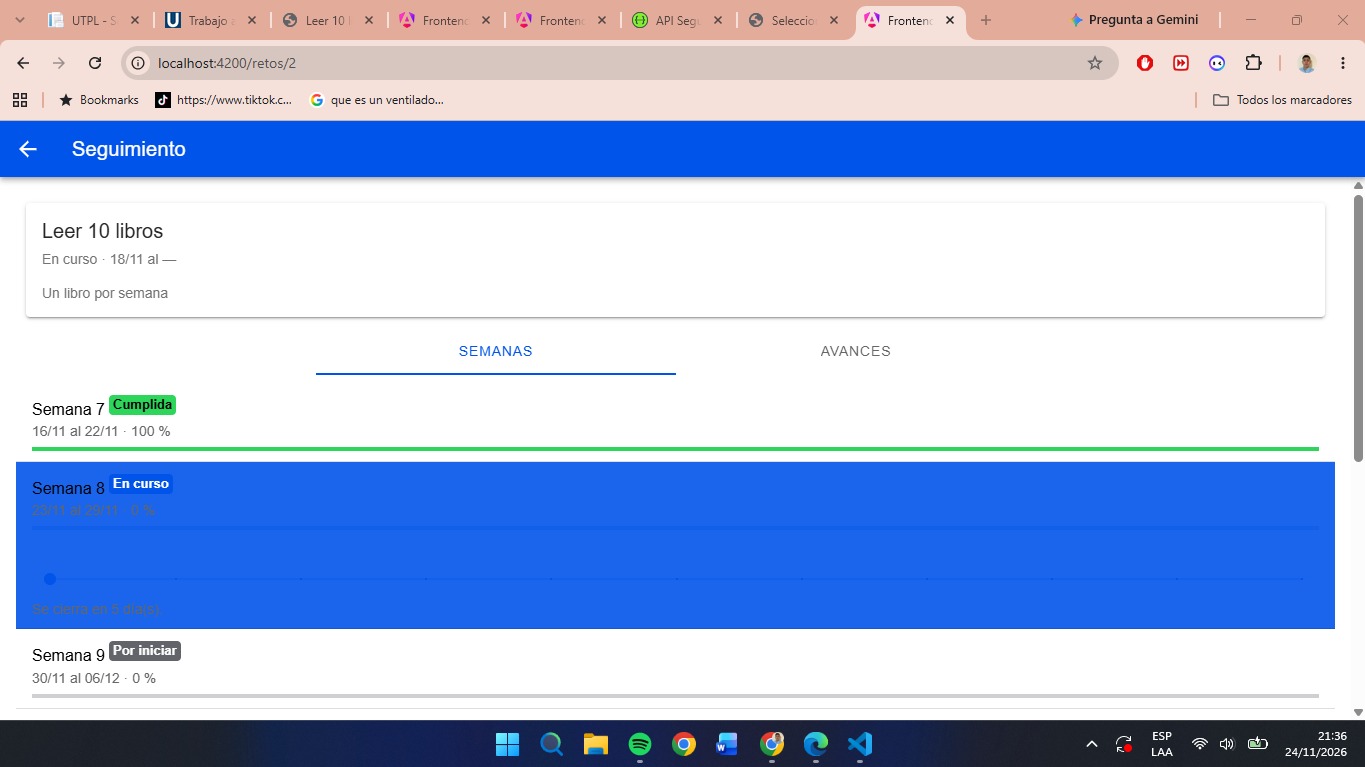 UTPL - S
Trabajo a
Leer 10 l
Frontend
Frontend
API Segu
Seleccio
Frontend
Pregunta a Gemini
localhost:4200/retos/2
Bookmarks
https://www.tiktok.c...
que es un ventilado...
Todos los marcadores
Seguimiento
Leer 10 libros
En curso · 18/11 al —
Un libro por semana
SEMANAS
AVANCES
Semana 7 Cumplida
16/11 al 22/11 · 100 %
Semana 8 En curso
23/11 al 29/11 · 0 %
Se cierra en 5 día(s)
Semana 9 Por iniciar
30/11 al 06/12 · 0 %
ESP
LAA
21:36
24/11/2026